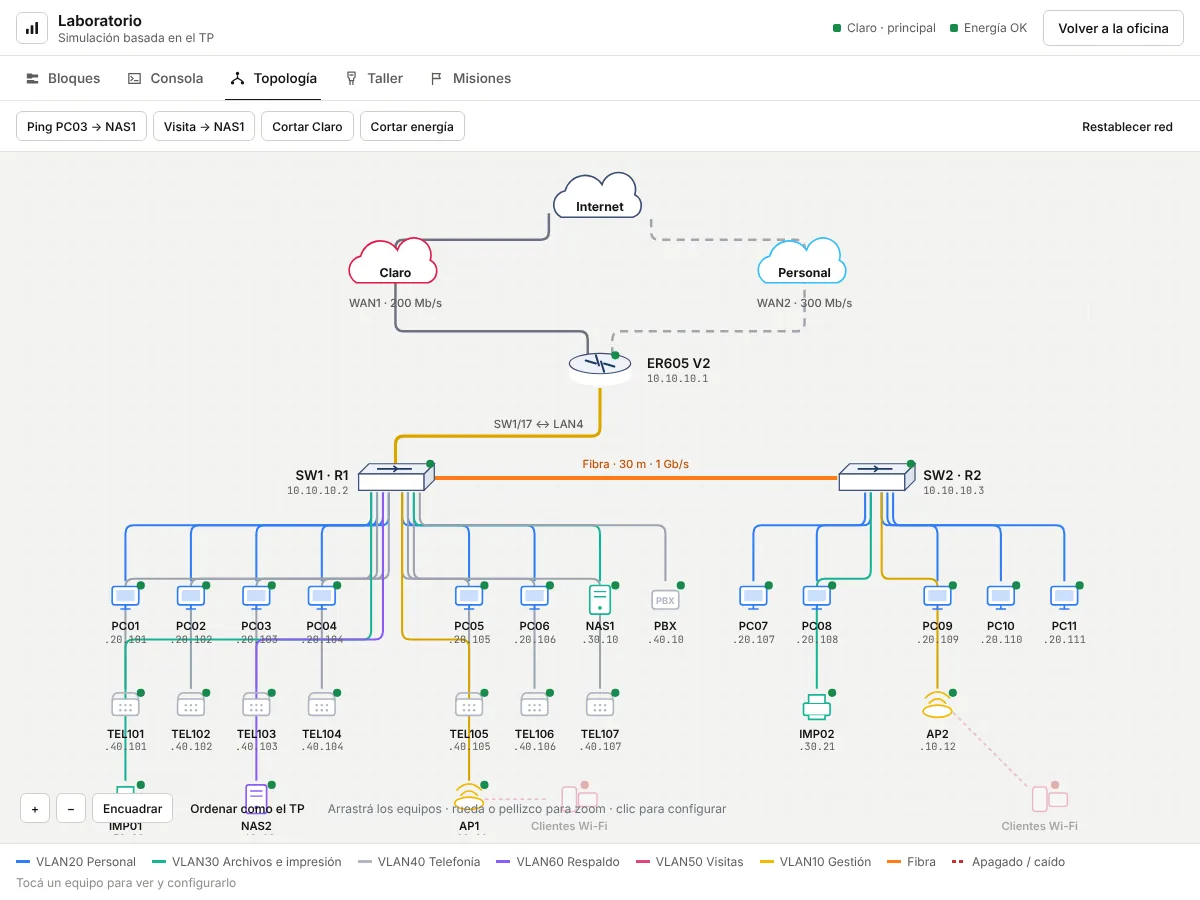 Laboratorio
Simulación basada en el TP
Claro · principal
Energía OK
Volver a la oficina
Bloques
Consola
Topología
Taller
Misiones
Ping PC03 → NAS1
Visita → NAS1
Cortar Claro
Cortar energía
Restablecer red
Internet
Claro
Personal
WAN1 · 200 Mb/s
WAN2 · 300 Mb/s
ER605 V2
10.10.10.1
SW1/17 ↔ LAN4
SW1 · R1
10.10.10.2
Fibra · 30 m · 1 Gb/s
SW2 · R2
10.10.10.3
PBX
PC01
PC02
PC03
PC04
PC05
PC06
NAS1
PBX
PC07
PC08
PC09
PC10
PC11
.20.101
.20.102
.20.103
.20.104
.20.105
.20.106
.30.10
.40.10
.20.107
.20.108
.20.109
.20.110
.20.111
TEL101
TEL102
TEL103
TEL104
TEL105
TEL106
TEL107
IMP02
AP2
.40.101
.40.102
.40.103
.40.104
.40.105
.40.106
.40.107
.30.21
.10.12
+
−
Encuadrar
Ordenar como el TP
Arrastrá los equipos · rueda o pellizco para zoom · clic para configurar
IMP01
NAS2
AP1
Clientes Wi-Fi
Clientes Wi-Fi
VLAN20 Personal
VLAN30 Archivos e impresión
VLAN40 Telefonía
VLAN60 Respaldo
VLAN50 Visitas
VLAN10 Gestión
Fibra
Apagado / caído
Tocá un equipo para ver y configurarlo